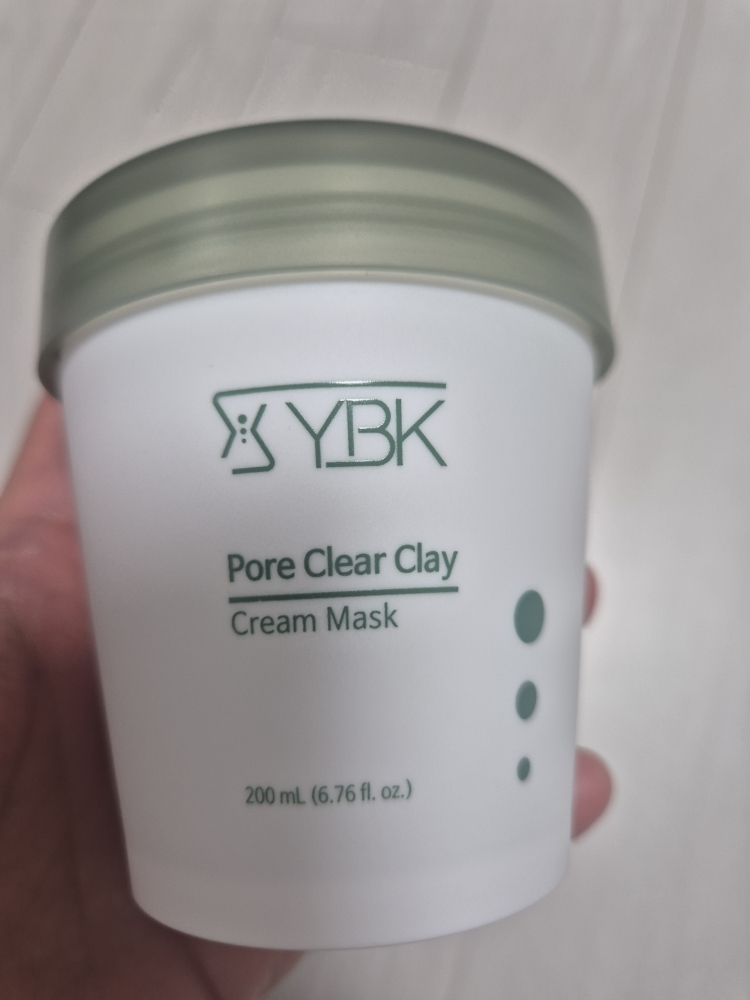 YBK
Pore Clear Clay
Cream Mask
200 mL (6.76 fl. oz.)